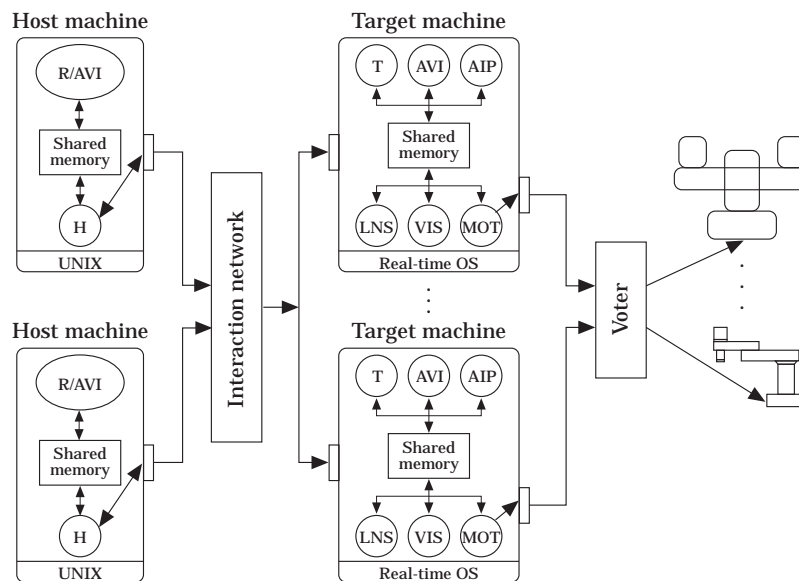 Host machine
R/AVI
Shared
memory
H
UNIX
Host machine
R/AVI
Shared
memory
H
UNIX
Interaction network
Target machine
T AVI AIP
Shared
memory
LNS VIS MOT
Real-time OS
Target machine
T AVI AIP
Shared
memory
LNS VIS MOT
Real-time OS
Voter